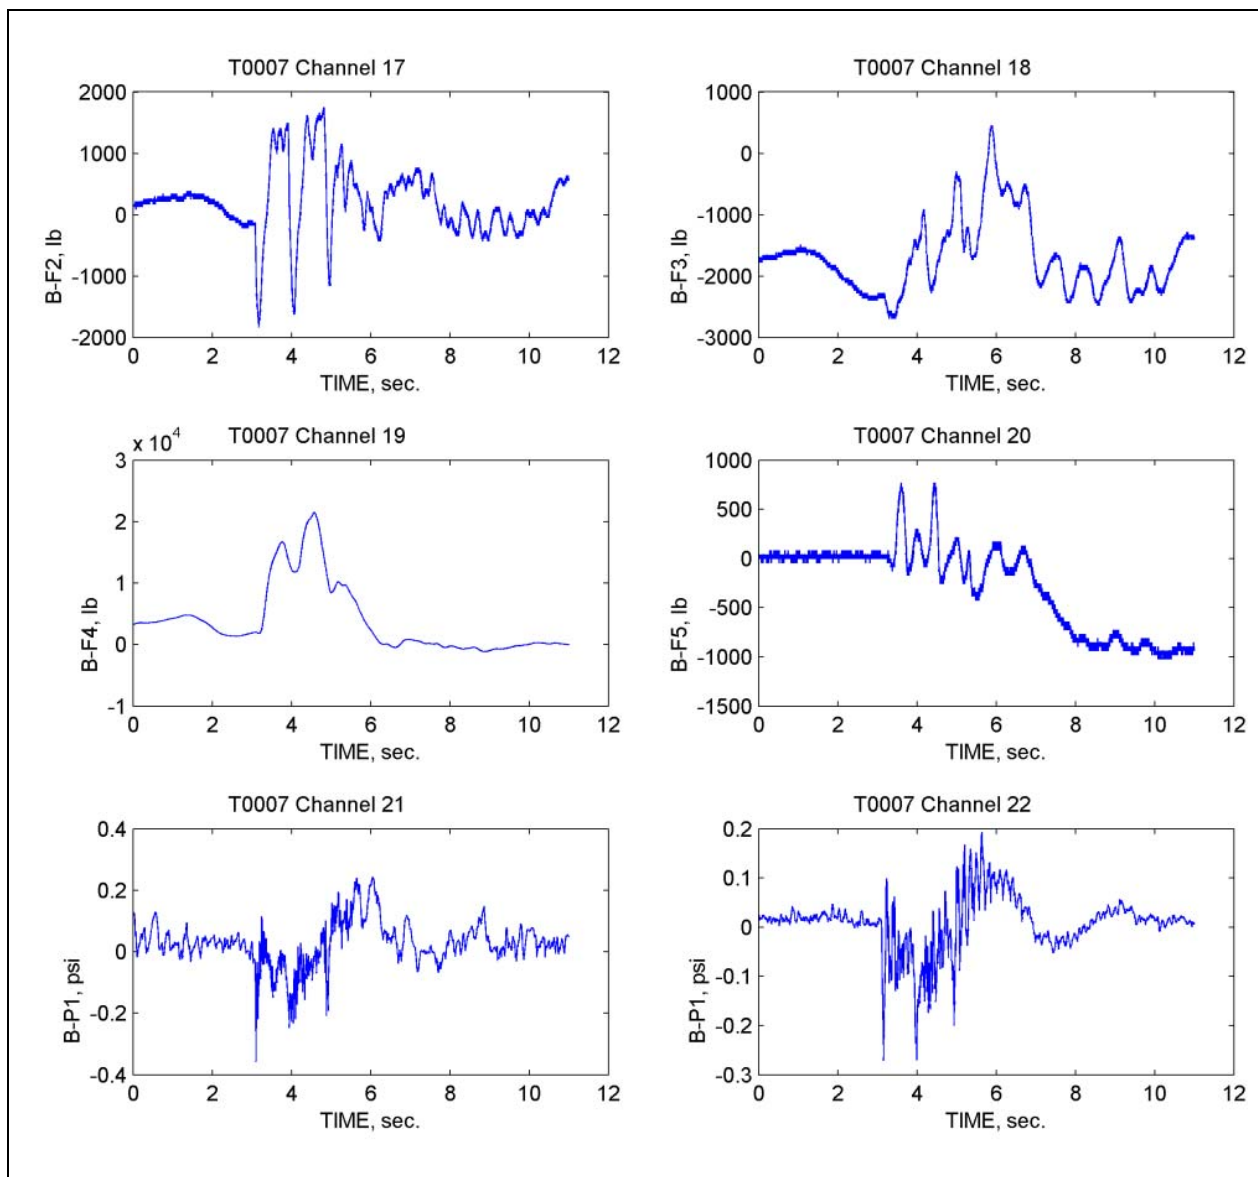 T0007 Channel 17
2000
1000
0
-1000
-2000
B-F2, lb
0 2 4 6 8 10 12
TIME, sec.
T0007 Channel 18
1000
0
-1000
-2000
-3000
B-F3, lb
0 2 4 6 8 10 12
TIME, sec.
T0007 Channel 19
x 10^4
3
2
1
0
-1
B-F4, lb
0 2 4 6 8 10 12
TIME, sec.
T0007 Channel 20
1000
500
0
-500
-1000
-1500
B-F5, lb
0 2 4 6 8 10 12
TIME, sec.
T0007 Channel 21
0.4
0.2
0
-0.2
-0.4
B-P1, psi
0 2 4 6 8 10 12
TIME, sec.
T0007 Channel 22
0.2
0.1
0
-0.1
-0.2
-0.3
B-P1, psi
0 2 4 6 8 10 12
TIME, sec.